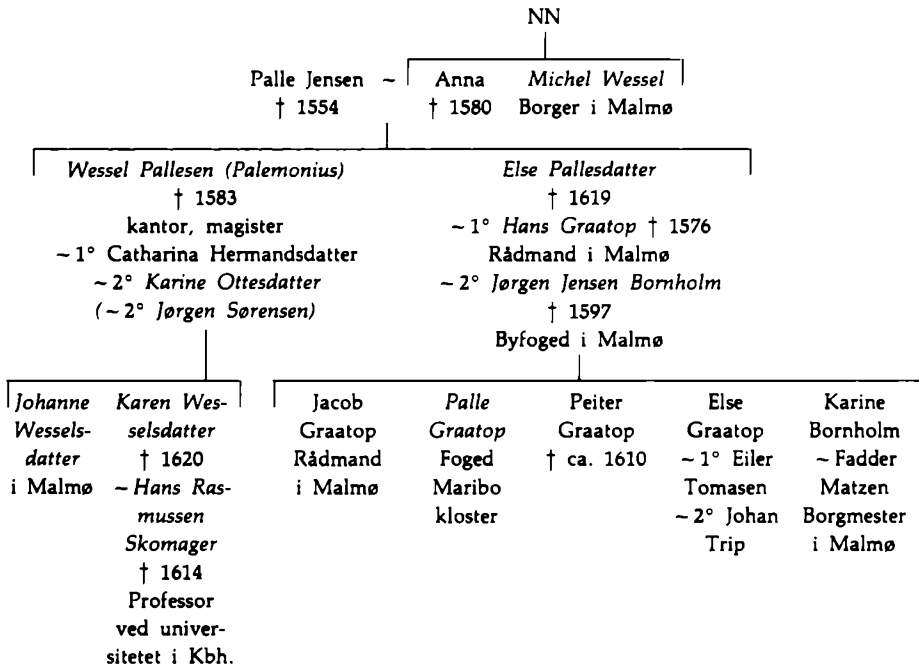 NN
Palle Jensen ~
† 1554
Anna
† 1580
Michel Wessel
Borger i Malmø
Wessel Pallesen (Palemonius)
† 1583
kantor, magister
~ 1° Catharina Hermandsdatter
~ 2° Karine Ottesdatter
(~ 2° Jørgen Sørensen)
Else Pallesdatter
† 1619
~ 1° Hans Graatop † 1576
Rådmand i Malmø
~ 2° Jørgen Jensen Bornholm
† 1597
Byfoged i Malmø
Johanne
Wessels-
datter
i Malmø
Karen Wes-
selsdatter
† 1620
~ Hans Ras-
mussen
Skomager
† 1614
Professor
ved univer-
sitetet i Kbh.
Jacob
Graatop
Rådmand
i Malmø
Palle
Graatop
Foged
Maribo
kloster
Peiter
Graatop
† ca. 1610
Else
Graatop
~ 1° Eiler
Tomasen
~ 2° Johan
Trip
Karine
Bornholm
~ Fadder
Matzen
Borgmester
i Malmø